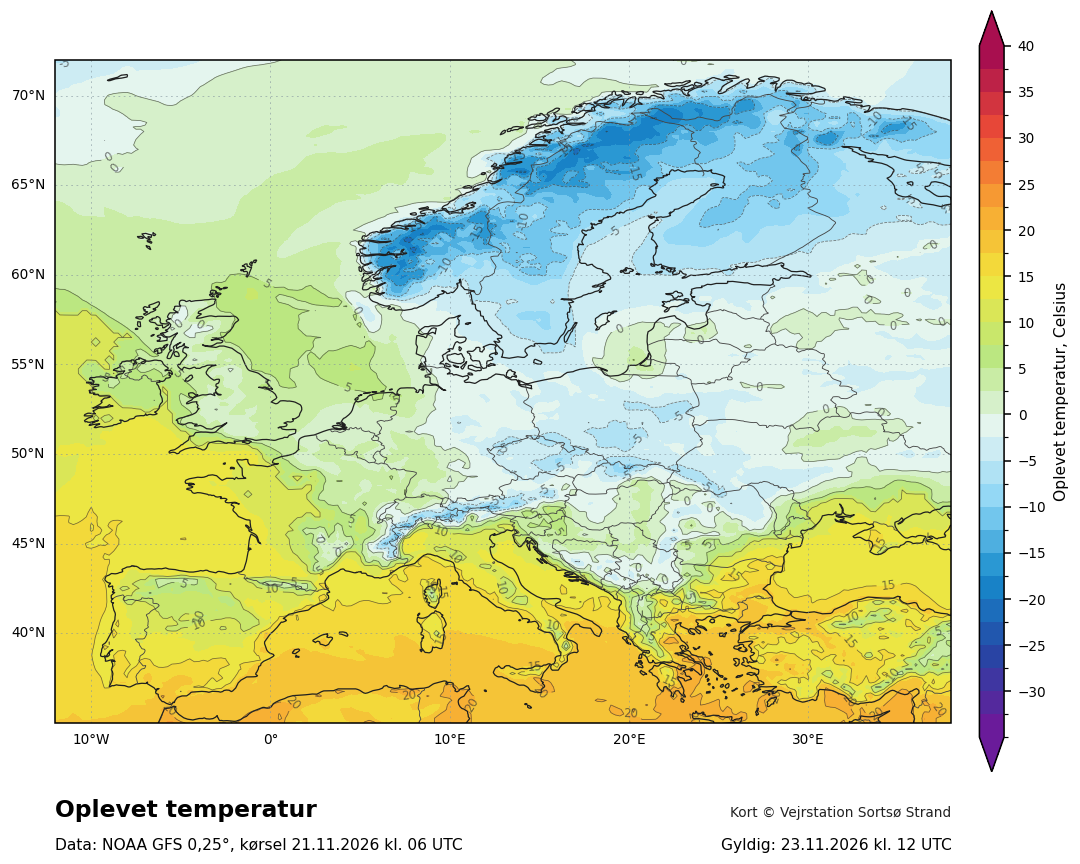 40
35
30
25
20
15
10
5
0
−5
−10
−15
−20
−25
−30
Oplevet temperatur, Celsius
70°N
65°N
60°N
55°N
50°N
45°N
40°N
10°W 0° 10°E 20°E 30°E
Oplevet temperatur
Kort © Vejrstation Sortsø Strand
Data: NOAA GFS 0,25°, kørsel 21.11.2026 kl. 06 UTC
Gyldig: 23.11.2026 kl. 12 UTC